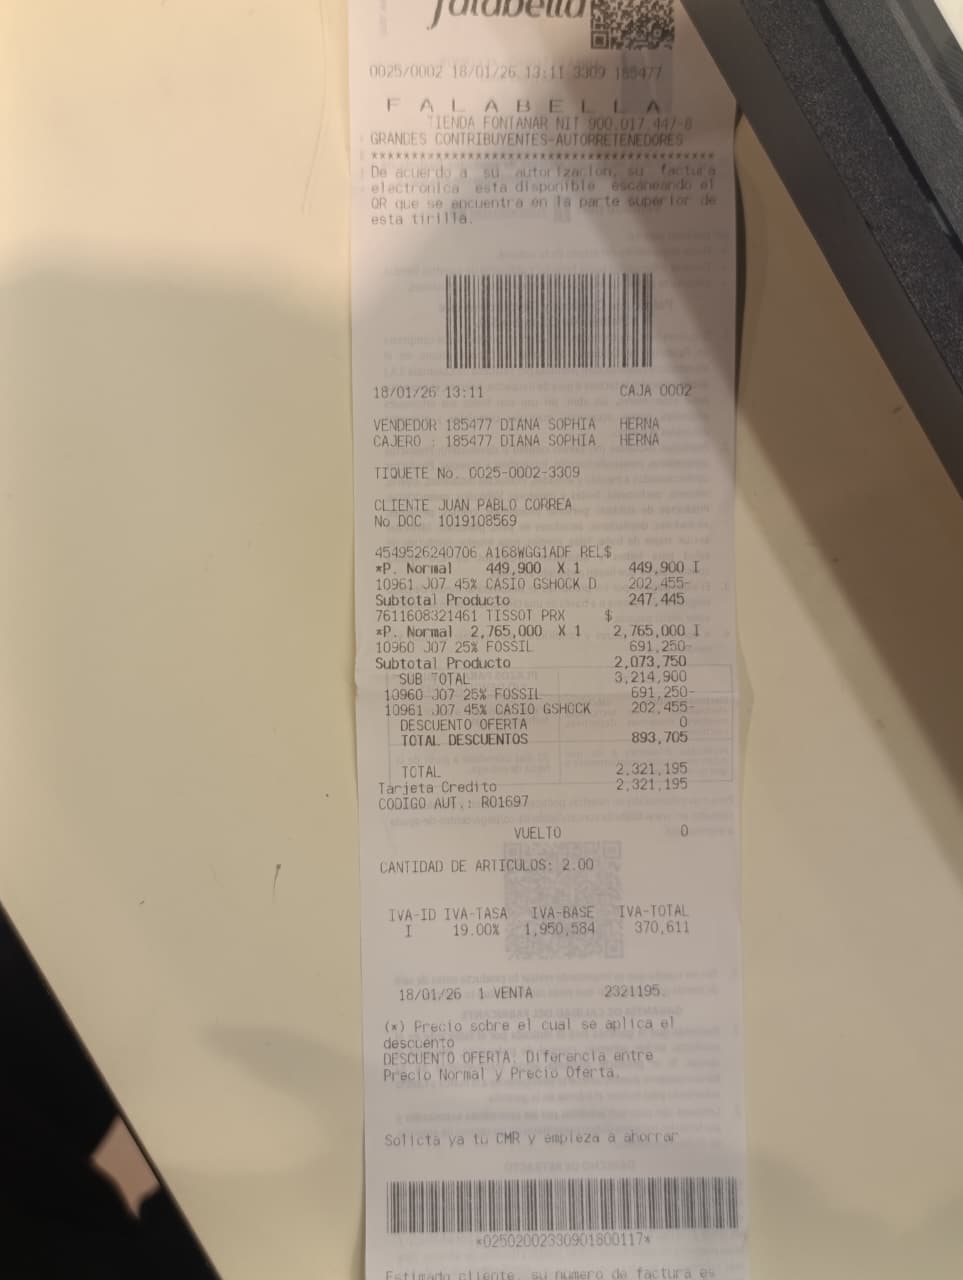 falabella
0025/0002 18/01/26 13:11 3309 185477
F A L A B E L L A
TIENDA FONTANAR NIT 900.017.447-8
GRANDES CONTRIBUYENTES-AUTORRETENEDORES
********************************************
De acuerdo a su autorizacion, su factura
electronica esta disponible escaneando el
QR que se encuentra en la parte superior de
esta tirilla.
18/01/26 13:11 CAJA 0002
VENDEDOR 185477 DIANA SOPHIA HERNA
CAJERO : 185477 DIANA SOPHIA HERNA
TIQUETE No. 0025-0002-3309
CLIENTE JUAN PABLO CORREA
No DOC 1019108569
4549526240706 A168WGG1ADF REL$
*P. Normal 449,900 X 1 449,900 I
10961 J07 45% CASIO GSHOCK D 202,455-
Subtotal Producto 247,445
7611608321461 TISSOT PRX $
*P. Normal 2,765,000 X 1 2,765,000 I
10960 J07 25% FOSSIL 691,250-
Subtotal Producto 2,073,750
SUB TOTAL 3,214,900
10960 J07 25% FOSSIL 691,250-
10961 J07 45% CASIO GSHOCK 202,455-
DESCUENTO OFERTA 0
TOTAL DESCUENTOS 893,705
TOTAL 2,321,195
Tarjeta Credito 2,321,195
CODIGO AUT.: R01697
VUELTO 0
CANTIDAD DE ARTICULOS: 2.00
IVA-ID IVA-TASA IVA-BASE IVA-TOTAL
I 19.00% 1,950,584 370,611
18/01/26 1 VENTA 2321195.
(*) Precio sobre el cual se aplica el
descuento
DESCUENTO OFERTA: Diferencia entre
Precio Normal y Precio Oferta.
Solicta ya tu CMR y empieza a ahorrar
*02502002330901800117*
Estimado cliente, su numero de factura es